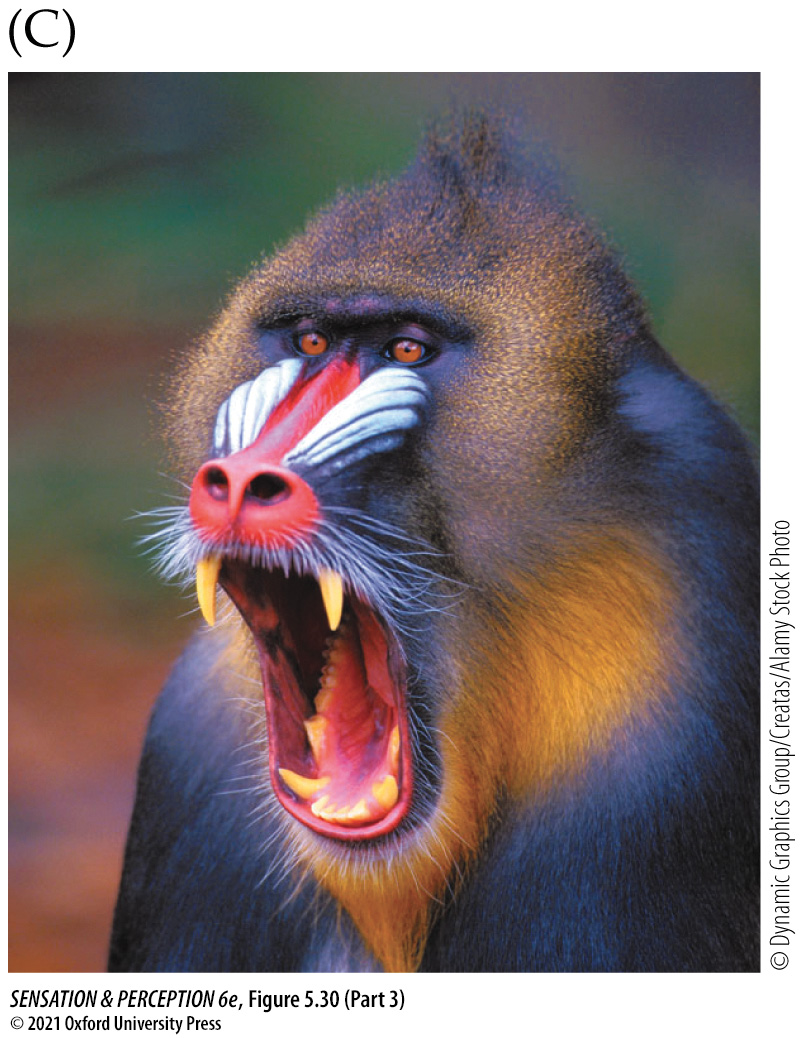 (C)
© Dynamic Graphics Group/Creatas/Alamy Stock Photo
SENSATION & PERCEPTION 6e, Figure 5.30 (Part 3)
© 2021 Oxford University Press